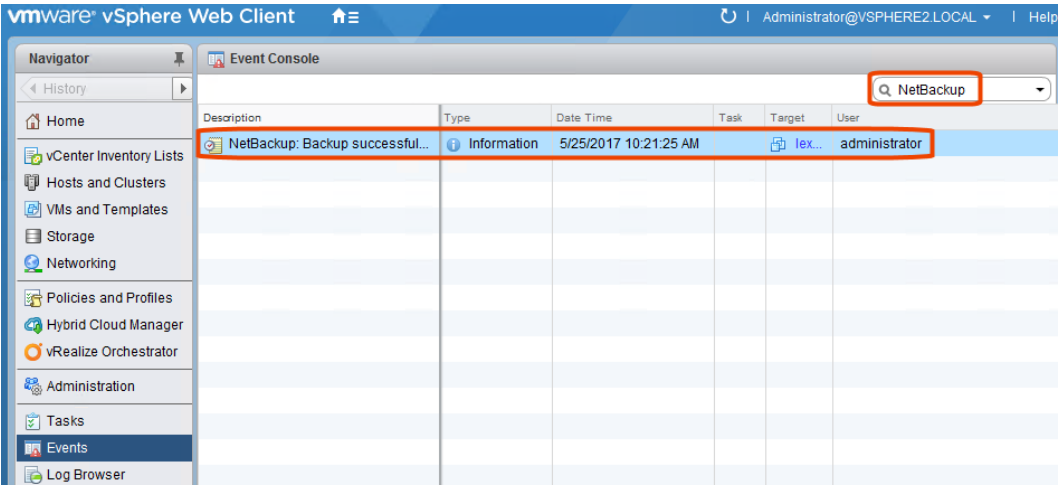 vmware® vSphere Web Client
Administrator@VSPHERE2.LOCAL
Help
Navigator
Event Console
History
NetBackup
Home
Description Type Date Time Task Target User
NetBackup: Backup successful... Information 5/25/2017 10:21:25 AM lex... administrator
vCenter Inventory Lists
Hosts and Clusters
VMs and Templates
Storage
Networking
Policies and Profiles
Hybrid Cloud Manager
vRealize Orchestrator
Administration
Tasks
Events
Log Browser